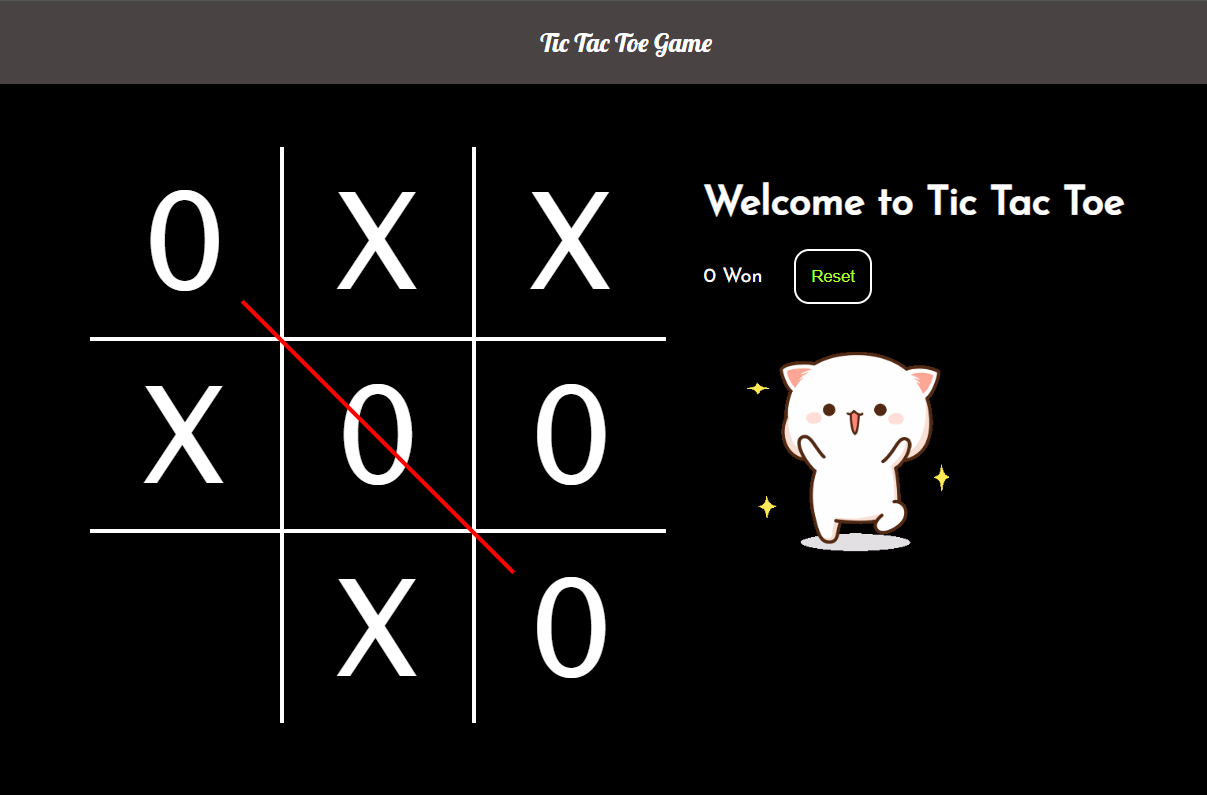 Tic Tac Toe Game
0 X X
Welcome to Tic Tac Toe
0 Won
Reset
X 0 0
X 0